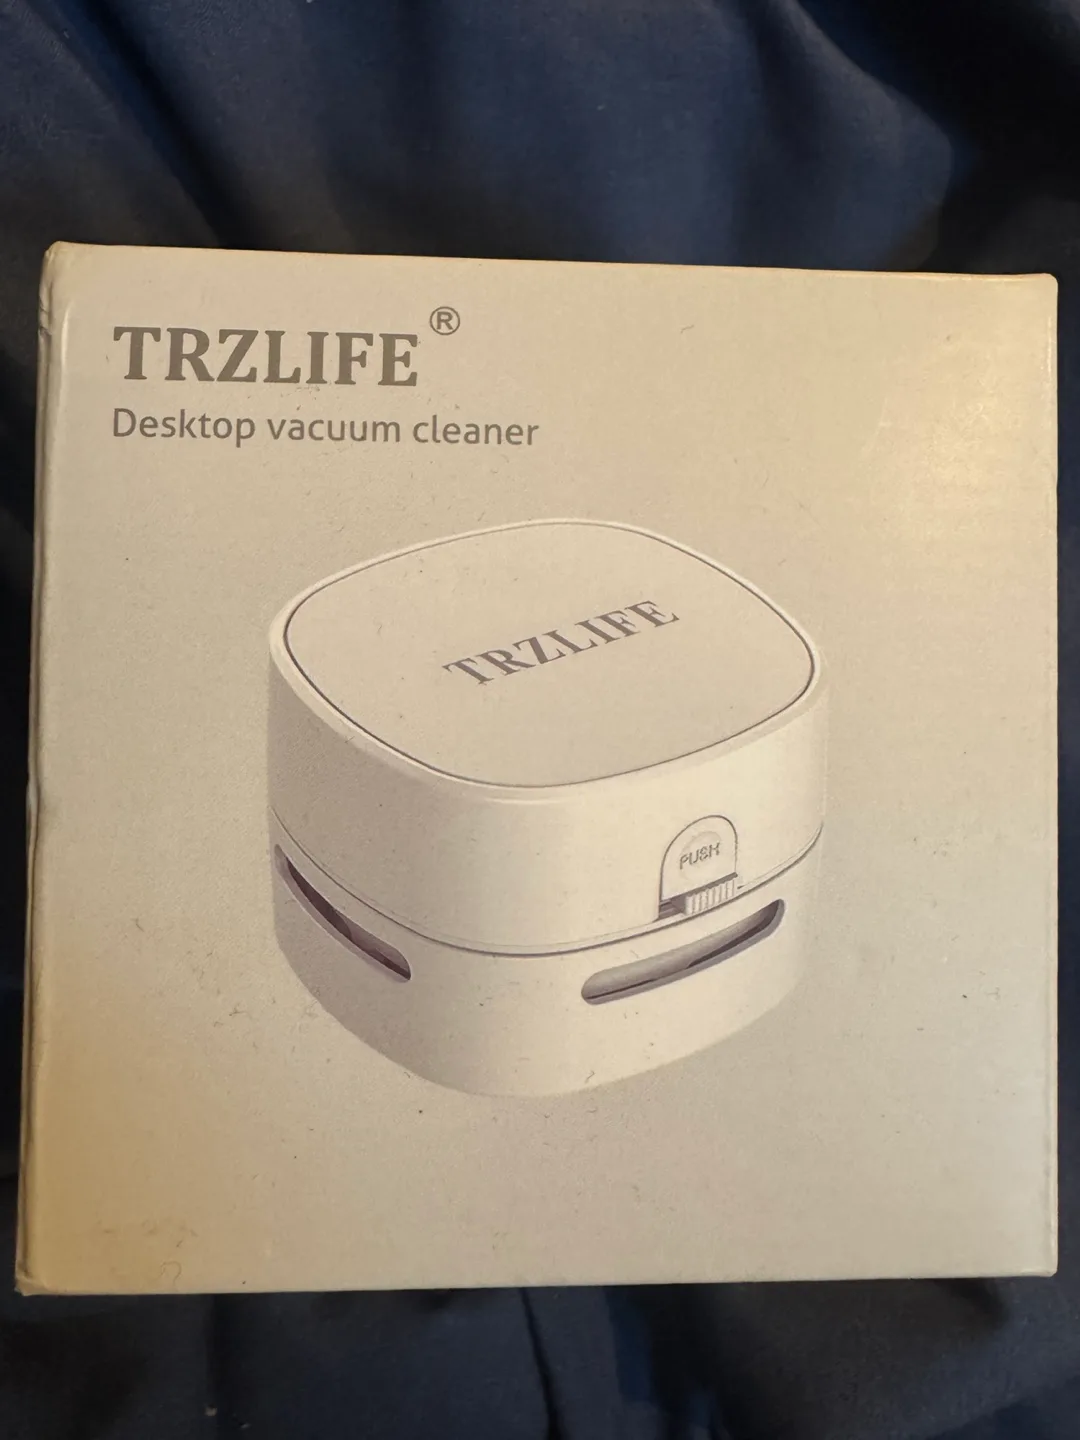 TRZLIFE®
Desktop vacuum cleaner
TRZLIFE
PUSH